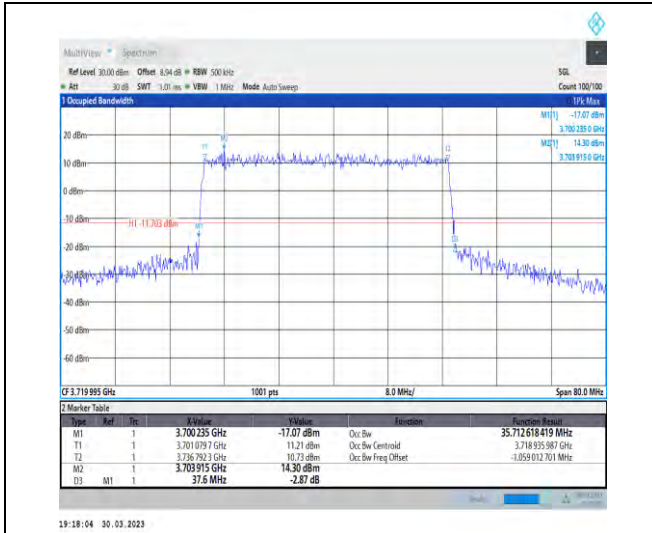 MultiView Spectrum
Ref Level 30.00 dBm Offset 8.94 dB RBW 500 kHz SGL
Att 30 dB SWT 1.01 ms VBW 1 MHz Mode Auto Sweep Count 100/100
1 Occupied Bandwidth 1Pk Max
M1[1] -17.07 dBm
3.700 235 0 GHz
M2[1] 14.30 dBm
3.703 915 0 GHz
20 dBm
M2
T1
T2
10 dBm
0 dBm
-10 dBm
H1 -11.703 dBm
M1
D3
-20 dBm
-30 dBm
-40 dBm
-50 dBm
-60 dBm
CF 3.719 995 GHz 1001 pts 8.0 MHz/ Span 80.0 MHz
2 Marker Table
Type Ref Trc X-Value Y-Value Function Function Result
M1 1 3.700 235 GHz -17.07 dBm Occ Bw 35.712 618 419 MHz
T1 1 3.701 079 7 GHz 11.21 dBm Occ Bw Centroid 3.718 935 987 GHz
T2 1 3.736 792 3 GHz 10.73 dBm Occ Bw Freq Offset -1.059 012 701 MHz
M2 1 3.703 915 GHz 14.30 dBm
D3 M1 1 37.6 MHz -2.87 dB
19:18:04 30.03.2023